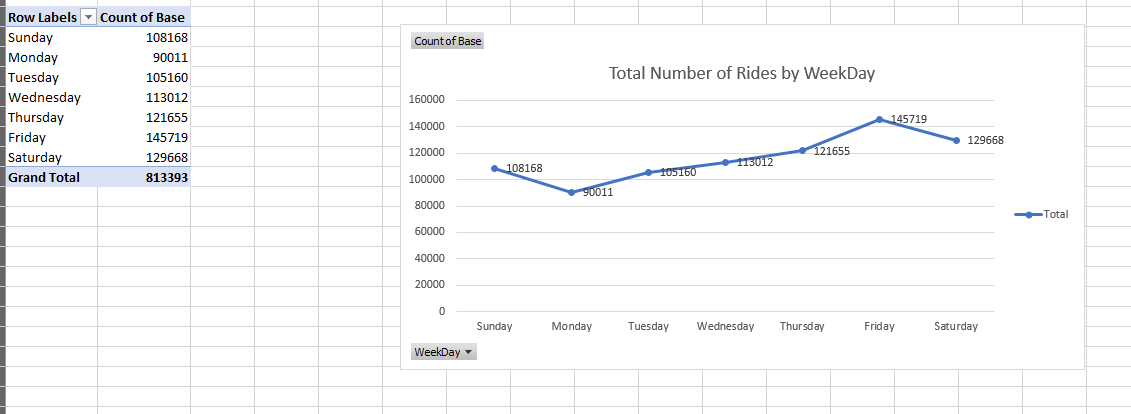 Row Labels Count of Base
Sunday 108168
Monday 90011
Tuesday 105160
Wednesday 113012
Thursday 121655
Friday 145719
Saturday 129668
Grand Total 813393
Count of Base
Total Number of Rides by WeekDay
160000
140000
120000
100000
80000
60000
40000
20000
0
108168
90011
105160
113012
121655
145719
129668
Total
Sunday Monday Tuesday Wednesday Thursday Friday Saturday
WeekDay